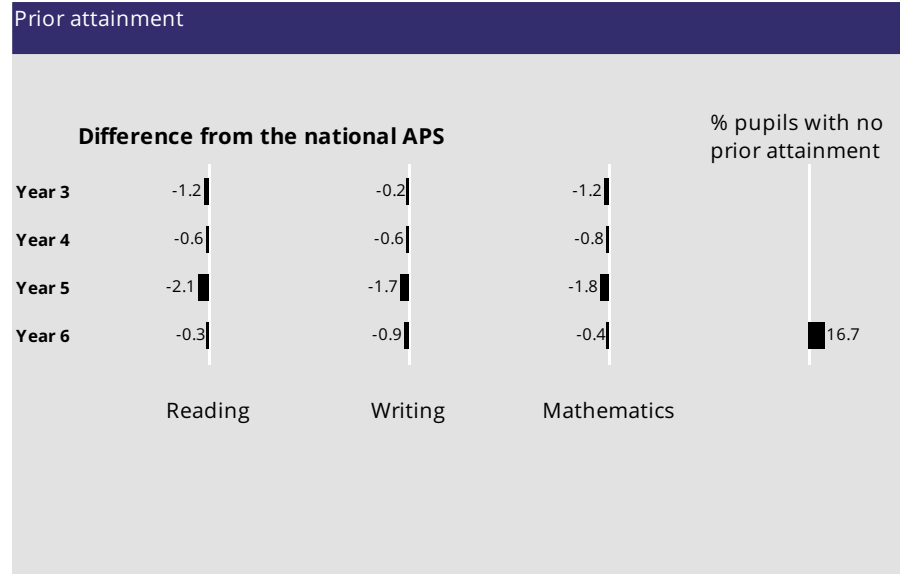 Prior attainment
% pupils with no
prior attainment
Difference from the national APS
Year 3 -1.2 -0.2 -1.2
Year 4 -0.6 -0.6 -0.8
Year 5 -2.1 -1.7 -1.8
Year 6 -0.3 -0.9 -0.4 16.7
Reading Writing Mathematics